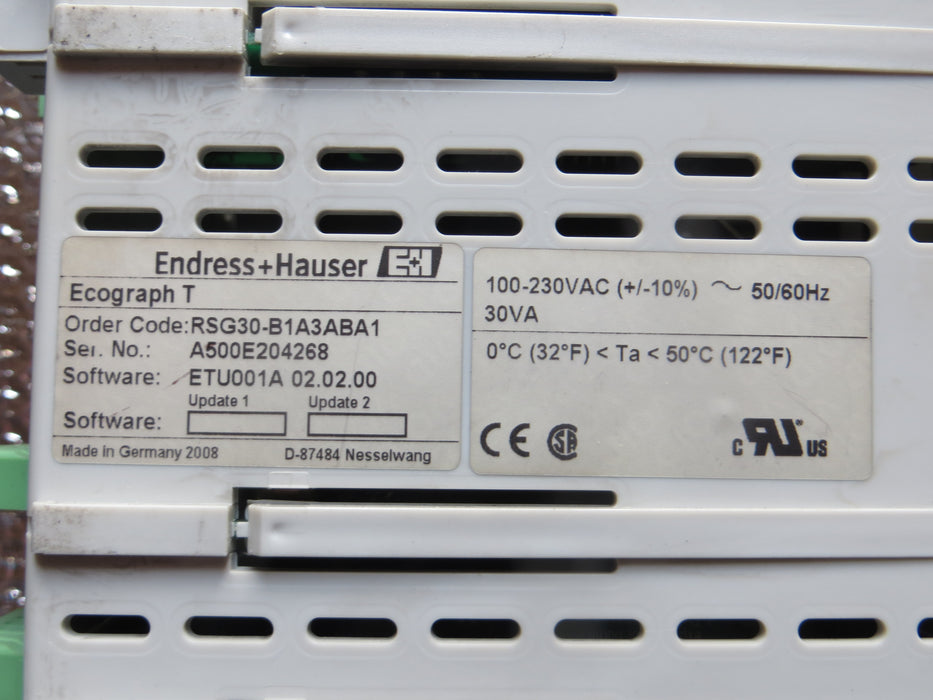 Endress+Hauser E+H
Ecograph T
Order Code: RSG30-B1A3ABA1
Ser. No.: A500E204268
Software: ETU001A 02.02.00
Update 1 Update 2
Software:
Made in Germany 2008 D-87484 Nesselwang
100-230VAC (+/-10%) ~ 50/60Hz
30VA
0°C (32°F) < Ta < 50°C (122°F)
CE SA C RU US